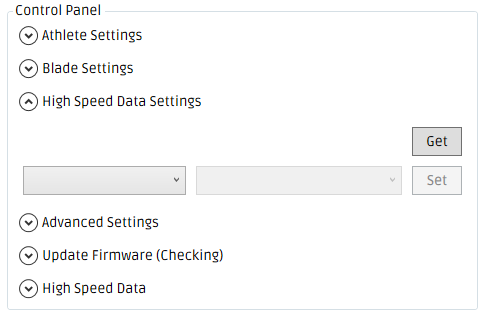 Control Panel
Athlete Settings
Blade Settings
High Speed Data Settings
Get
Set
Advanced Settings
Update Firmware (Checking)
High Speed Data